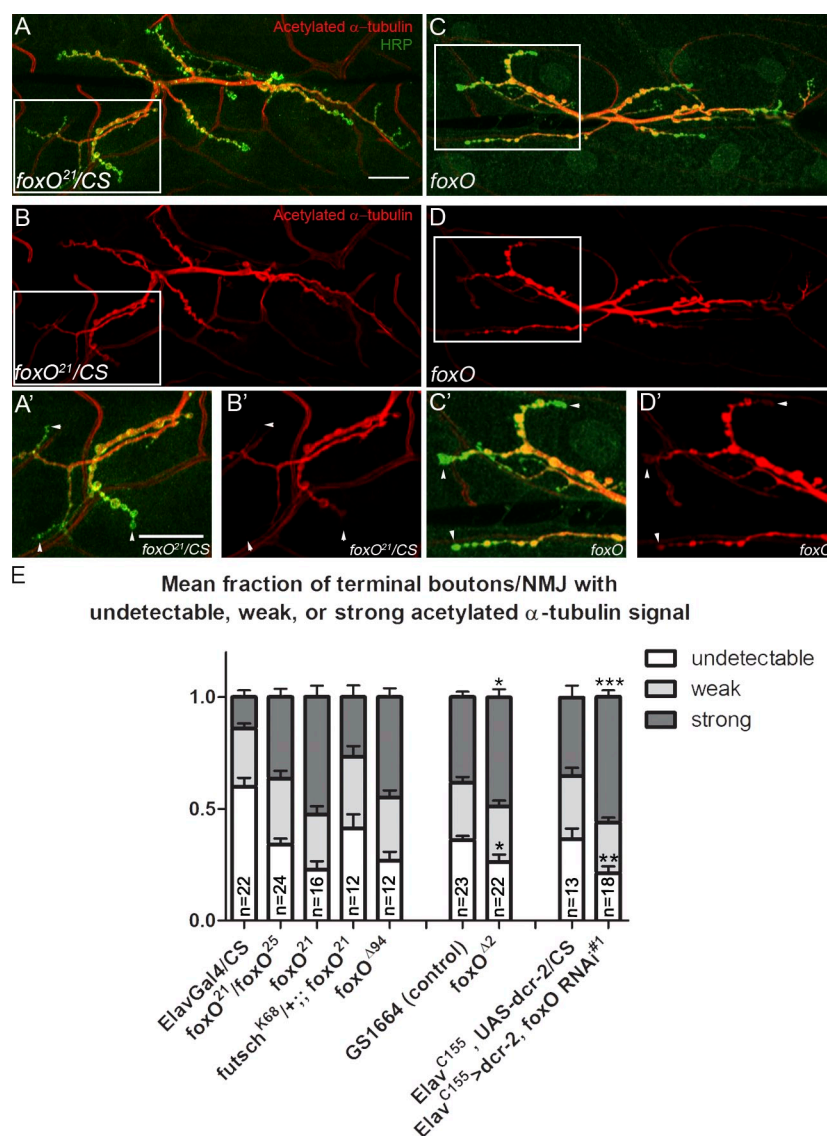 A
Acetylated α-tubulin
HRP
foxO²¹/CS
C
foxO
B
Acetylated α-tubulin
foxO²¹/CS
D
foxO
A'
foxO²¹/CS
B'
foxO²¹/CS
C'
foxO
D'
foxO
E
Mean fraction of terminal boutons/NMJ with
undetectable, weak, or strong acetylated α-tubulin signal
undetectable
weak
strong
1.0
0.5
0.0
* ***
* **
n=22 n=24 n=16 n=12 n=12 n=23 n=22 n=13 n=18
ElavGal4/CS
foxO²¹/foxO²⁵
foxO²¹
futschᴷ⁶⁸/+;; foxO²¹
foxOᐞ⁹⁴
GS1664 (control)
foxOᐞ²
Elavꟲ¹⁵⁵, UAS-dcr-2/CS
Elavꟲ¹⁵⁵>dcr-2, foxO RNAi#¹